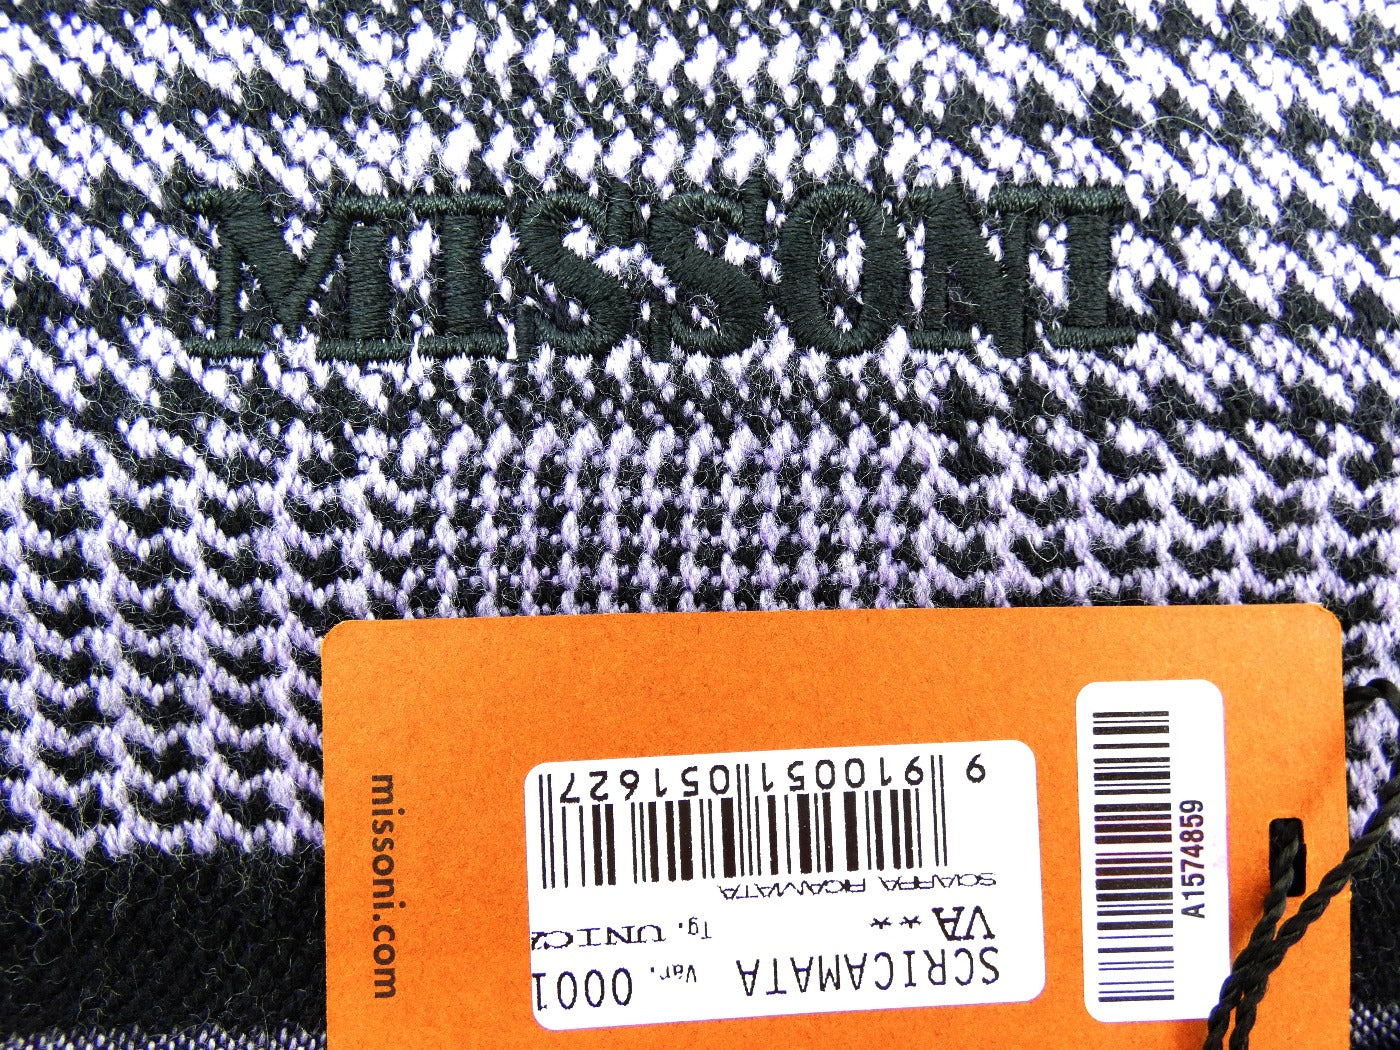 MISSONI
missoni.com
SCRICAMATA Var. 0001
VA ** Tg. UNICA
SCIARPA RICAMATA
9 910051 051627
A1574859